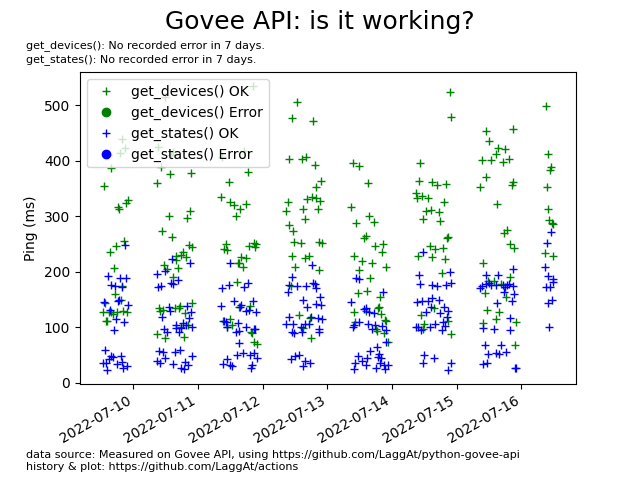 Govee API: is it working?
get_devices(): No recorded error in 7 days.
get_states(): No recorded error in 7 days.
get_devices() OK
get_devices() Error
get_states() OK
get_states() Error
Ping (ms)
500
400
300
200
100
0
2022-07-10
2022-07-11
2022-07-12
2022-07-13
2022-07-14
2022-07-15
2022-07-16
data source: Measured on Govee API, using https://github.com/LaggAt/python-govee-api
history & plot: https://github.com/LaggAt/actions